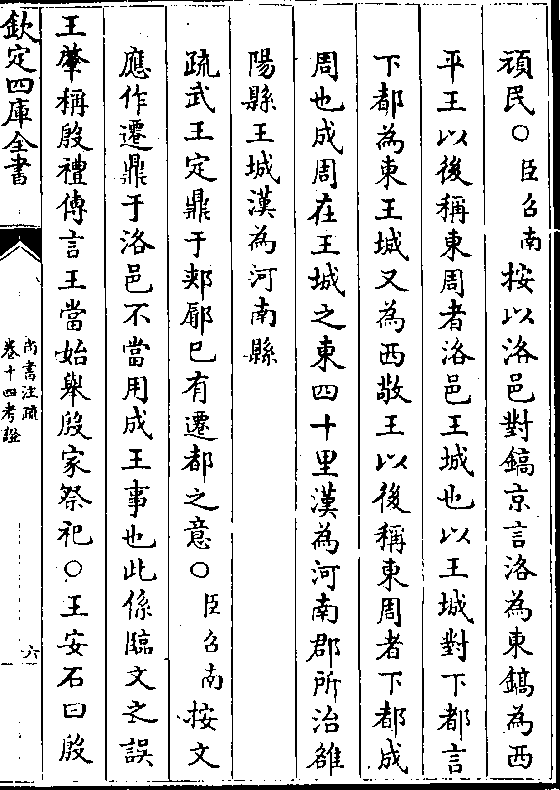 頑民○臣召南按以洛邑對鎬京言洛為東鎬為西
平王以後稱東周者洛邑王城也以王城對下都言
下都為東王城又為西敬王以後稱東周者下都成
周也成周在王城之東四十里漢為河南郡所治雒
陽縣王城漢為河南縣
疏武王定鼎于郟鄏已有遷都之意○臣召南按文
應作遷鼎于洛邑不當用成王事也此係臨文之誤
王肇稱殷禮傳言王當始舉殷家祭祀○王安石曰殷
欽定四庫全書
尚書注疏
卷十四考證
六